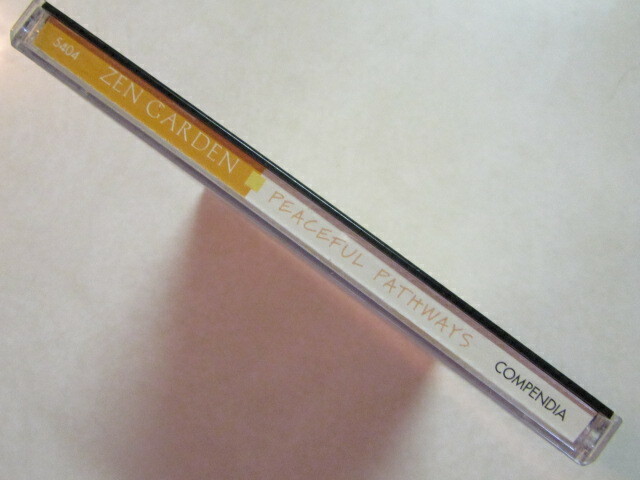 5404 ZEN GARDEN PEACEFUL PATHWAYS COMPENDIA